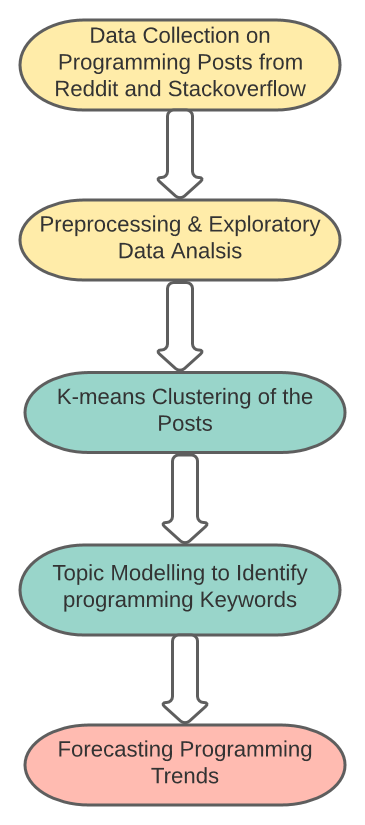 Data Collection on
Programming Posts from
Reddit and Stackoverflow
Preprocessing & Exploratory
Data Analsis
K-means Clustering of the
Posts
Topic Modelling to Identify
programming Keywords
Forecasting Programming
Trends